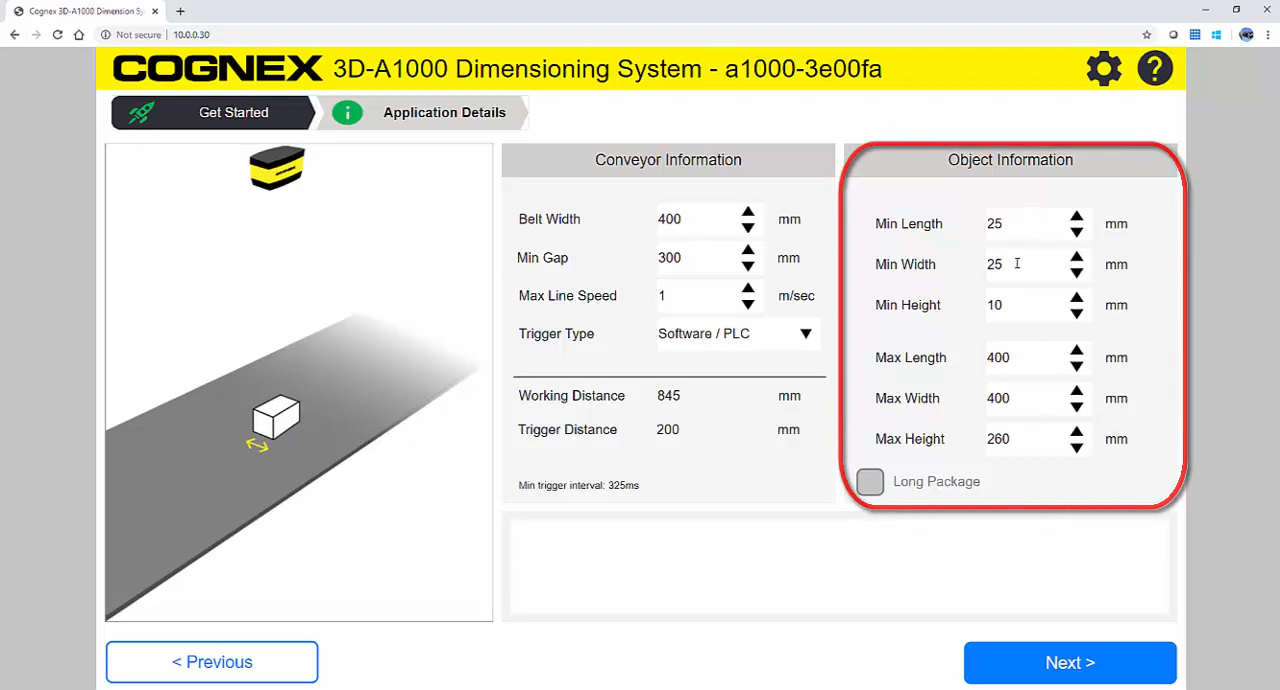 Cognex 3D-A1000 Dimension Sy
Not secure | 10.0.0.30
COGNEX 3D-A1000 Dimensioning System - a1000-3e00fa
Get Started
Application Details
Conveyor Information
Belt Width 400 mm
Min Gap 300 mm
Max Line Speed 1 m/sec
Trigger Type Software / PLC
Working Distance 845 mm
Trigger Distance 200 mm
Min trigger interval: 325ms
Object Information
Min Length 25 mm
Min Width 25 mm
Min Height 10 mm
Max Length 400 mm
Max Width 400 mm
Max Height 260 mm
Long Package
< Previous
Next >